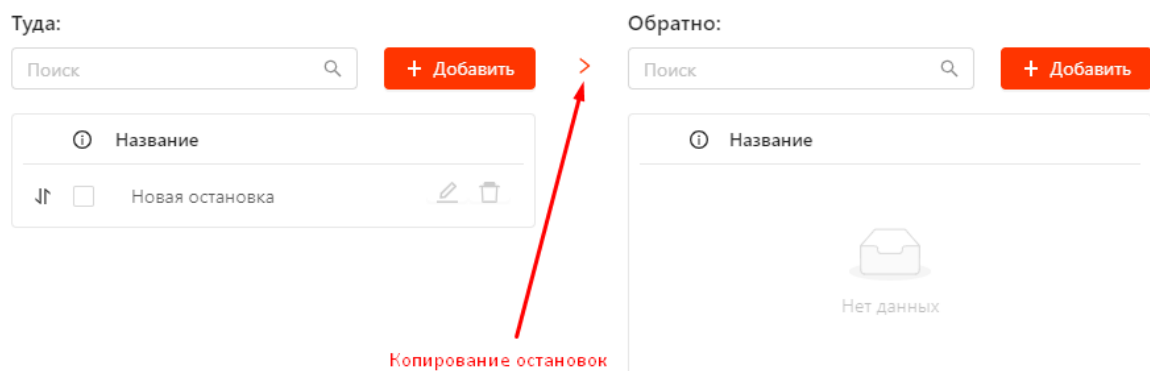 Туда: Обратно:
Поиск + Добавить > Поиск + Добавить
Название Название
Новая остановка
Нет данных
Копирование остановок